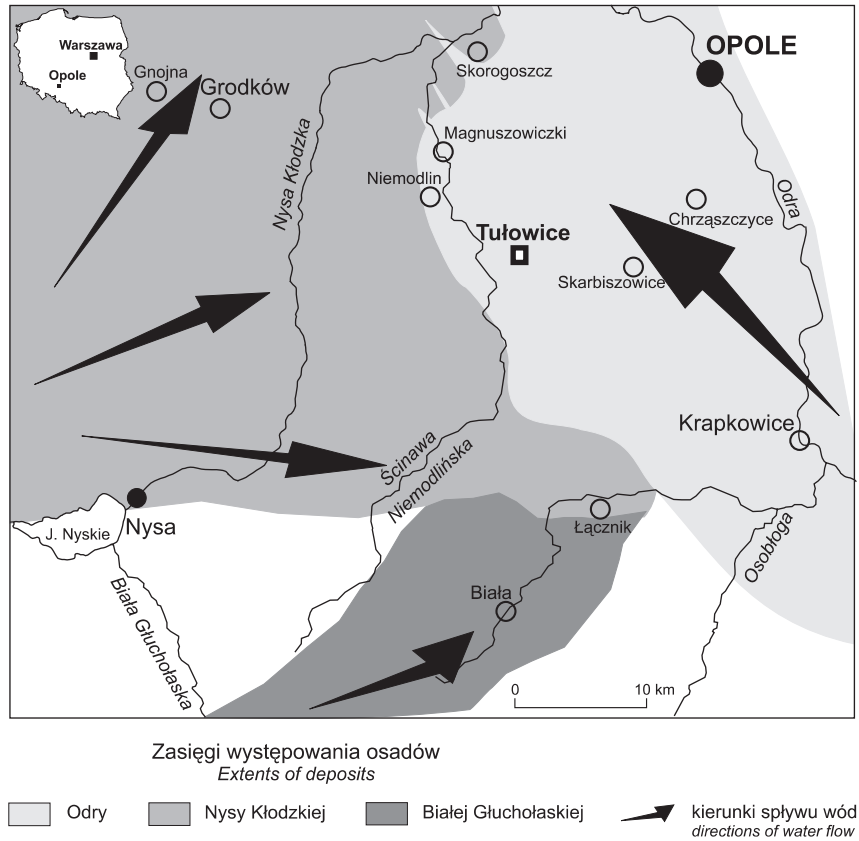 Warszawa
Opole
Gnojna
Grodków
Skorogoszcz
OPOLE
Magnuszowiczki
Nysa Kłodzka
Niemodlin
Odra
Chrząszczyce
Tułowice
Skarbiszowice
Krapkowice
Ścinawa
Niemodlińska
J. Nyskie
Nysa
Łącznik
Osobłoga
Biała Głuchołaska
Biała
0 10 km
Zasięgi występowania osadów
Extents of deposits
Odry
Nysy Kłodzkiej
Białej Głuchołaskiej
kierunki spływu wód
directions of water flow